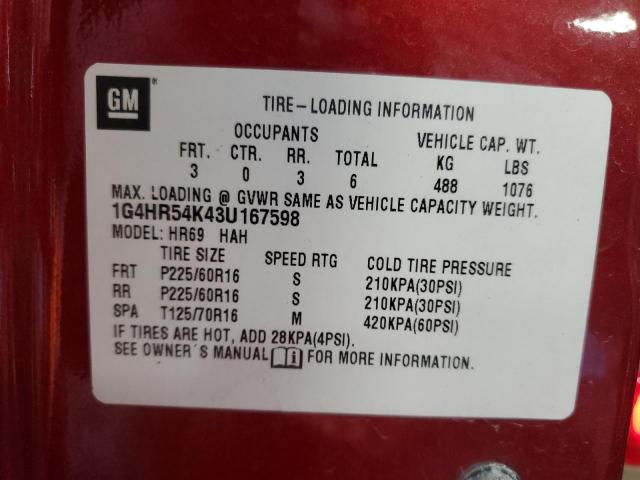 GM ®
TIRE-LOADING INFORMATION
OCCUPANTS VEHICLE CAP. WT.
FRT. CTR. RR. TOTAL KG LBS
3 0 3 6 488 1076
MAX. LOADING @ GVWR SAME AS VEHICLE CAPACITY WEIGHT.
1G4HR54K43U167598
MODEL: HR69 HAH
TIRE SIZE SPEED RTG COLD TIRE PRESSURE
FRT P225/60R16 S 210KPA(30PSI)
RR P225/60R16 S 210KPA(30PSI)
SPA T125/70R16 M 420KPA(60PSI)
IF TIRES ARE HOT, ADD 28KPA(4PSI).
SEE OWNER´S MANUAL FOR MORE INFORMATION.